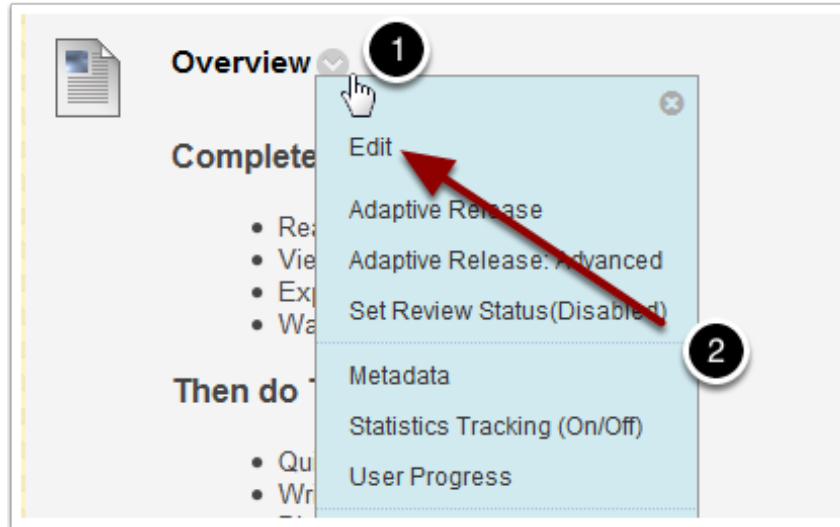 Overview
1
Edit
Complete
Adaptive Release
Adaptive Release: Advanced
Set Review Status(Disabled)
2
Metadata
Then do
Statistics Tracking (On/Off)
User Progress